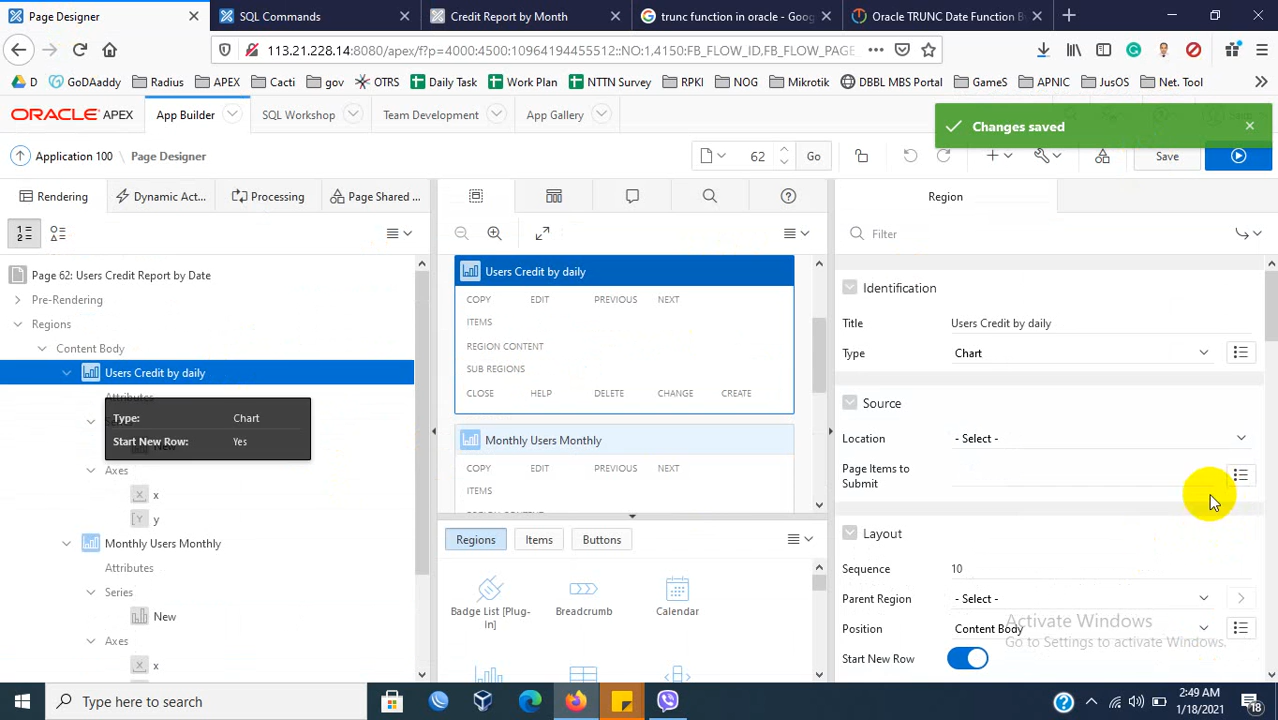 Page Designer
SQL Commands
Credit Report by Month
trunc function in oracle - Goog
Oracle TRUNC Date Function B
113.21.228.14:8080/apex/f?p=4000:4500:10964194455512::NO:1,4150:FB_FLOW_ID,FB_FLOW_PAGE_
D
GoDAaddy
Radius
APEX
Cacti
gov
OTRS
Daily Task
Work Plan
NTTN Survey
RPKI
NOG
Mikrotik
DBBL MBS Portal
GameS
APNIC
JusOS
Net. Tool
ORACLE APEX
App Builder
SQL Workshop
Team Development
App Gallery
Changes saved
Application 100
Page Designer
62
Go
Save
Rendering
Dynamic Act...
Processing
Page Shared ...
Region
Filter
Page 62: Users Credit Report by Date
Pre-Rendering
Regions
Content Body
Users Credit by daily
Attributes
Type: Chart
Start New Row: Yes
New
Axes
x
y
Monthly Users Monthly
Attributes
Series
New
Axes
x
Users Credit by daily
COPY EDIT PREVIOUS NEXT
ITEMS
REGION CONTENT
SUB REGIONS
CLOSE HELP DELETE CHANGE CREATE
Monthly Users Monthly
COPY EDIT PREVIOUS NEXT
ITEMS
Regions
Items
Buttons
Badge List [Plug-
in]
Breadcrumb
Calendar
Identification
Title Users Credit by daily
Type Chart
Source
Location - Select -
Page Items to
Submit
Layout
Sequence 10
Parent Region - Select -
Position Content Body
Start New Row
Activate Windows
Go to Settings to activate Windows.
Type here to search
2:49 AM
1/18/2021
18